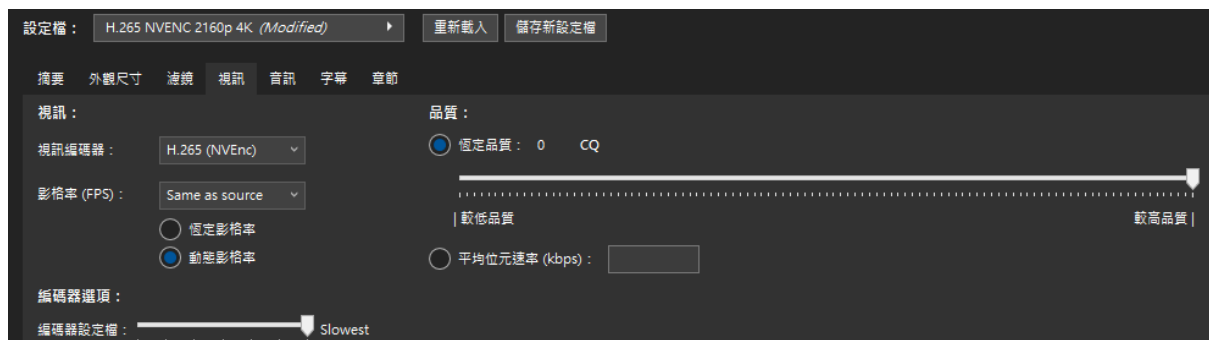 設定檔： H.265 NVENC 2160p 4K (Modified) 重新載入 儲存新設定檔
摘要 外觀尺寸 濾鏡 視訊 音訊 字幕 章節
視訊：
視訊編碼器： H.265 (NVEnc)
影格率 (FPS)： Same as source
恆定影格率
動態影格率
品質：
恆定品質： 0 CQ
|較低品質 較高品質|
平均位元速率 (kbps)：
編碼器選項：
編碼器設定檔： Slowest